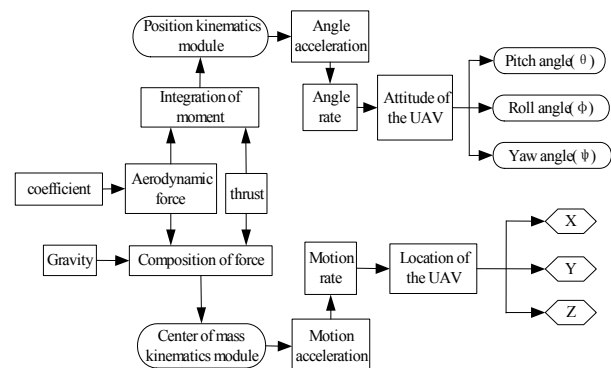 Position kinematics
module
Angle
acceleration
Pitch angle( θ )
Integration of
moment
Angle
rate
Attitude of
the UAV
Roll angle( ϕ )
Yaw angle( ψ )
coefficient
Aerodynamic
force
thrust
Gravity
Composition of force
Motion
rate
Location of
the UAV
X
Y
Z
Center of mass
kinematics module
Motion
acceleration